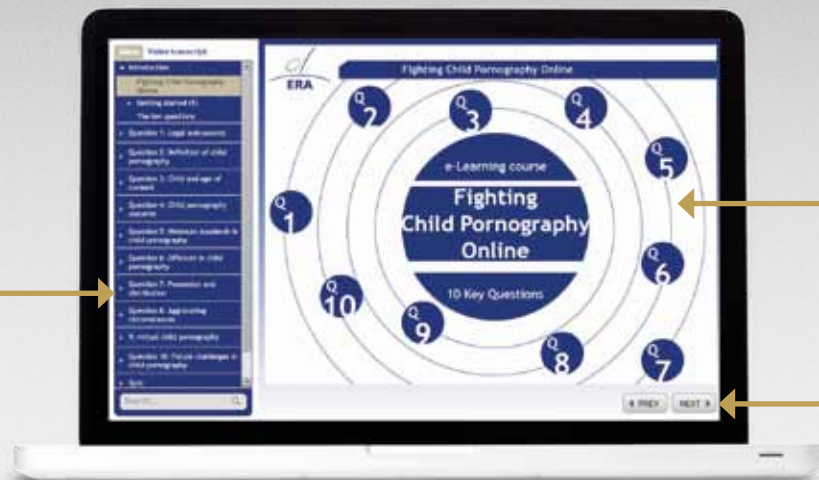 Video transcript
Introduction
Fighting Child Pornography
Online
Getting started (1)
The ten questions
Question 1: Legal instruments
Question 2: Definition of child
pornography
Question 3: Child and age of
consent
Question 4: Child pornography
material
Question 5: Minimum standards in
child pornography
Question 6: Offences in child
pornography
Question 7: Possession and
distribution
Question 8: Aggravating
circumstances
9. Virtual child pornography
Question 10: Future challenges in
child pornography
Quiz
Search...
ERA
Fighting Child Pornography Online
Q
1
Q
2
Q
3
Q
4
Q
5
Q
6
Q
7
Q
8
9
Q
10
e-Learning course
Fighting
Child Pornography
Online
10 Key Questions
PREV
NEXT